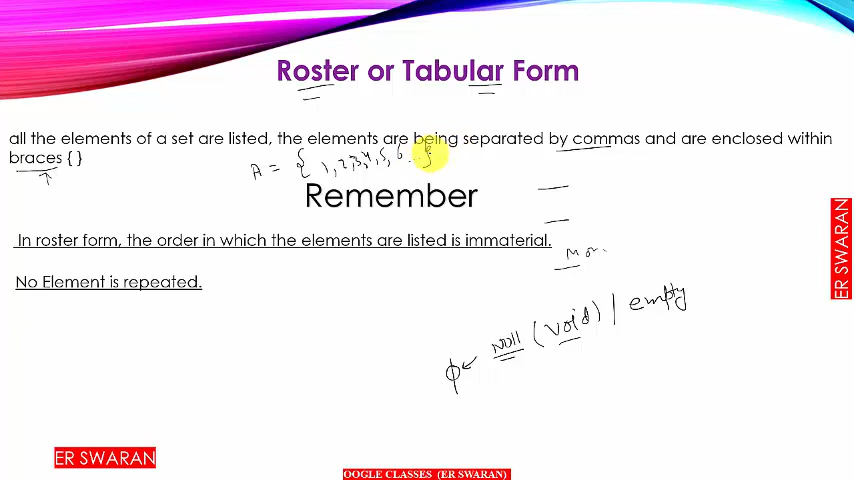 Roster or Tabular Form
all the elements of a set are listed, the elements are being separated by commas and are enclosed within
braces { }
A = { 1, 2, 3, 4, 5, 6 ... }
Remember
In roster form, the order in which the elements are listed is immaterial.
No Element is repeated.
ϕ Null (void) | empty
ER SWARAN
ER SWARAN
OOGLE CLASSES (ER SWARAN)